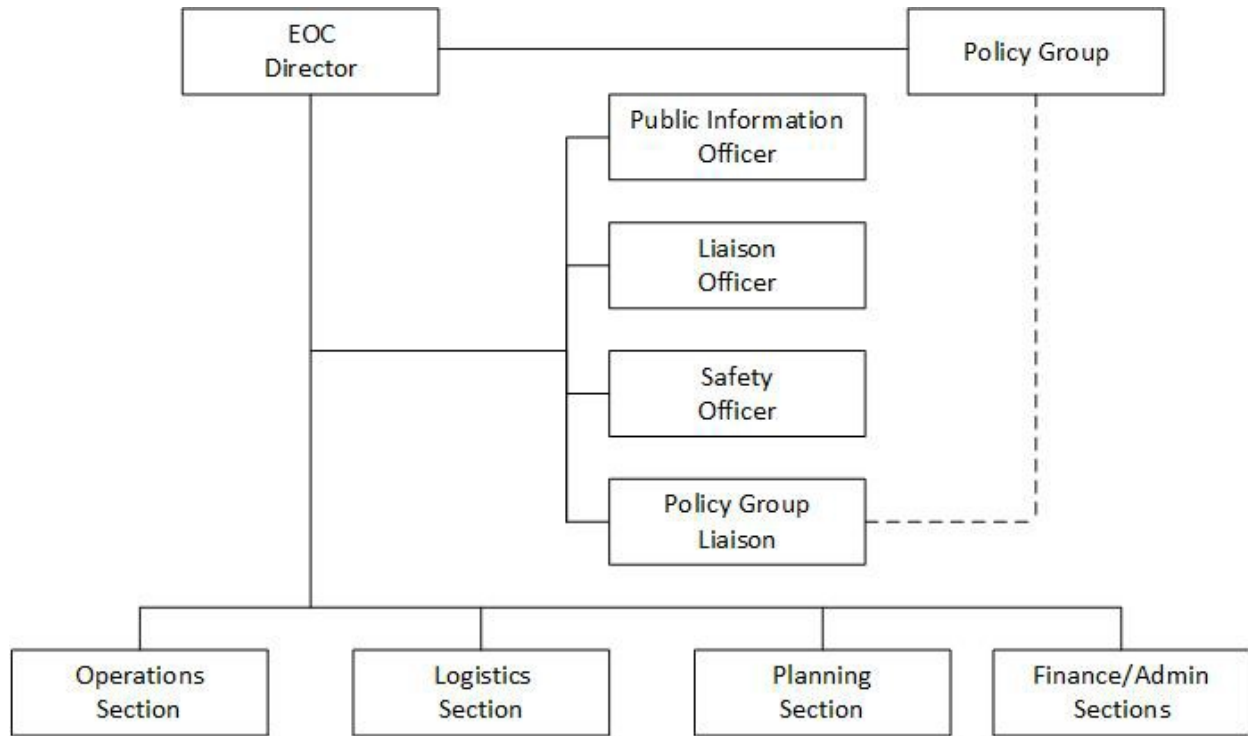 EOC
Director
Policy Group
Public Information
Officer
Liaison
Officer
Safety
Officer
Policy Group
Liaison
Operations
Section
Logistics
Section
Planning
Section
Finance/Admin
Sections